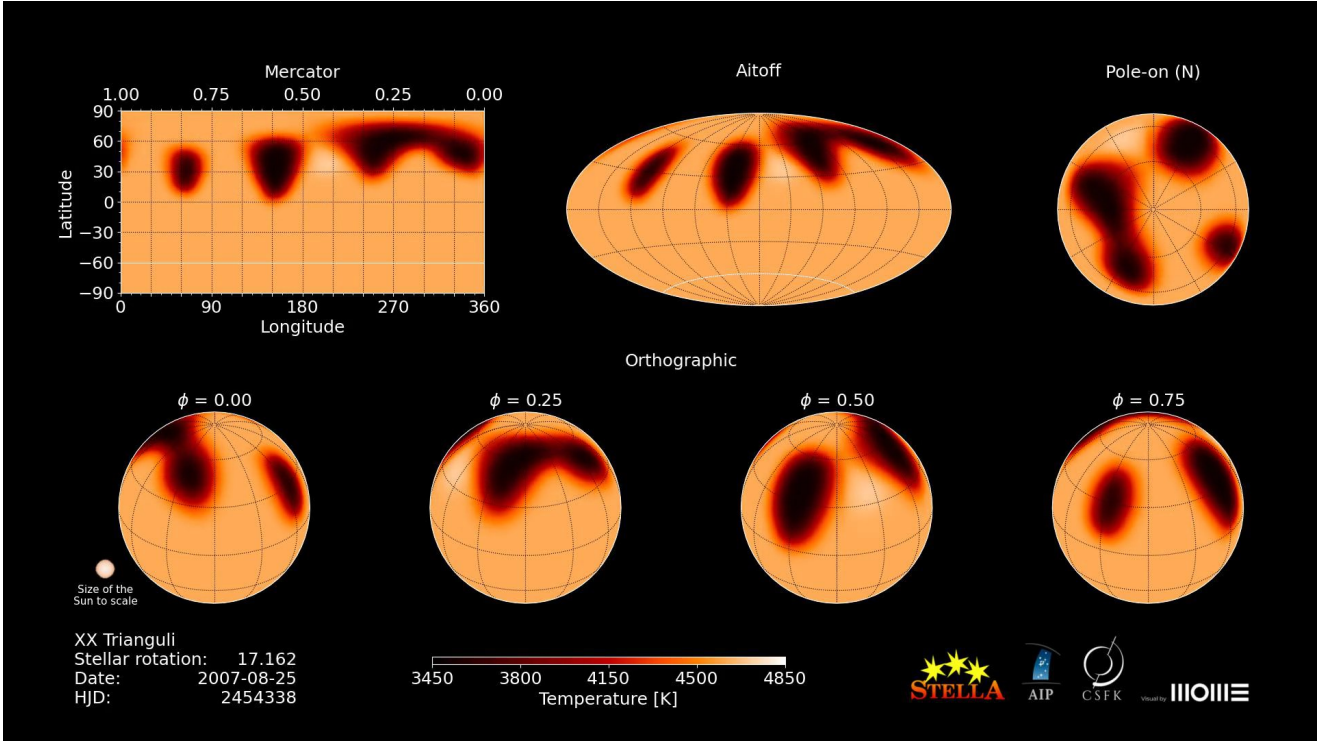 Mercator
Aitoff
Pole-on (N)
1.00 0.75 0.50 0.25 0.00
90
60
30
0
−30
−60
−90
Latitude
0 90 180 270 360
Longitude
Orthographic
ϕ = 0.00
ϕ = 0.25
ϕ = 0.50
ϕ = 0.75
Size of the
Sun to scale
XX Trianguli
Stellar rotation: 17.162
Date: 2007-08-25
HJD: 2454338
3450 3800 4150 4500 4850
Temperature [K]
STELLA
AIP
CSFK
Visual by MOME